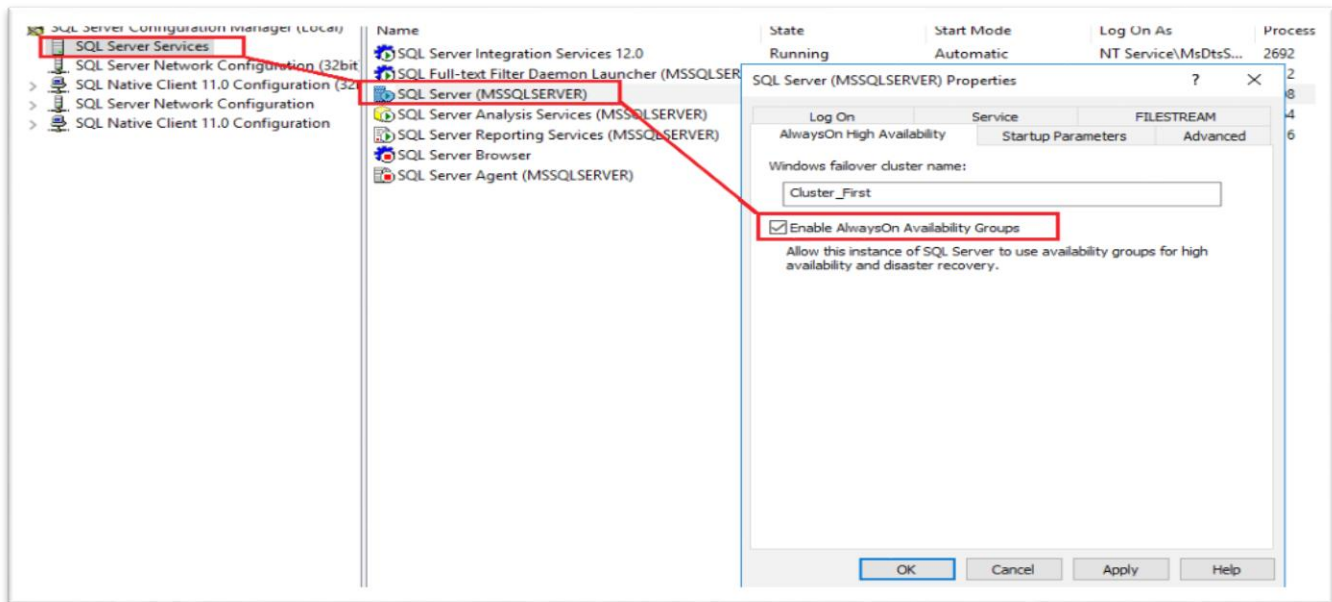 SQL Server Configuration Manager (Local)
SQL Server Services
SQL Server Network Configuration (32bit
SQL Native Client 11.0 Configuration (32
SQL Server Network Configuration
SQL Native Client 11.0 Configuration
Name State Start Mode Log On As Process
SQL Server Integration Services 12.0 Running Automatic NT Service\MsDtsS... 2692
SQL Full-text Filter Daemon Launcher (MSSQLSER 2
SQL Server (MSSQLSERVER) 8
SQL Server Analysis Services (MSSQLSERVER) 4
SQL Server Reporting Services (MSSQLSERVER) 6
SQL Server Browser
SQL Server Agent (MSSQLSERVER)
SQL Server (MSSQLSERVER) Properties ? ×
Log On Service FILESTREAM
AlwaysOn High Availability Startup Parameters Advanced
Windows failover cluster name:
Cluster_First
Enable AlwaysOn Availability Groups
Allow this instance of SQL Server to use availability groups for high
availability and disaster recovery.
OK Cancel Apply Help